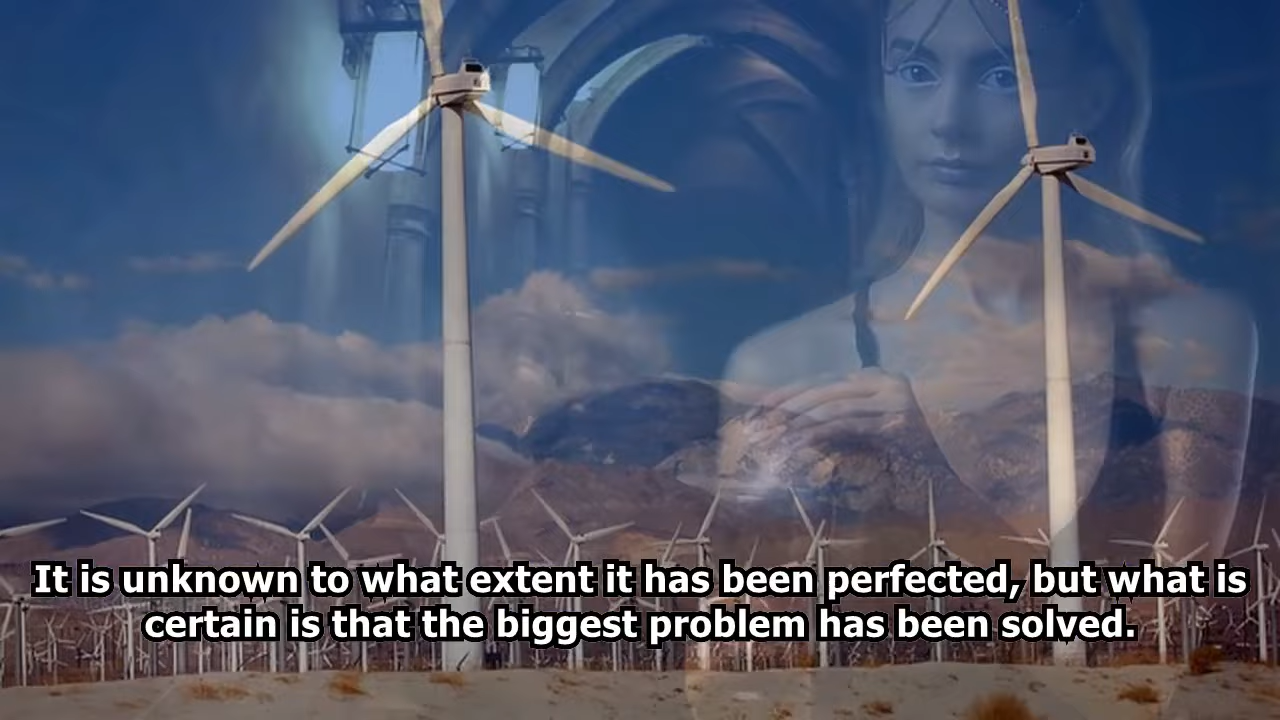 It is unknown to what extent it has been perfected, but what is
certain is that the biggest problem has been solved.